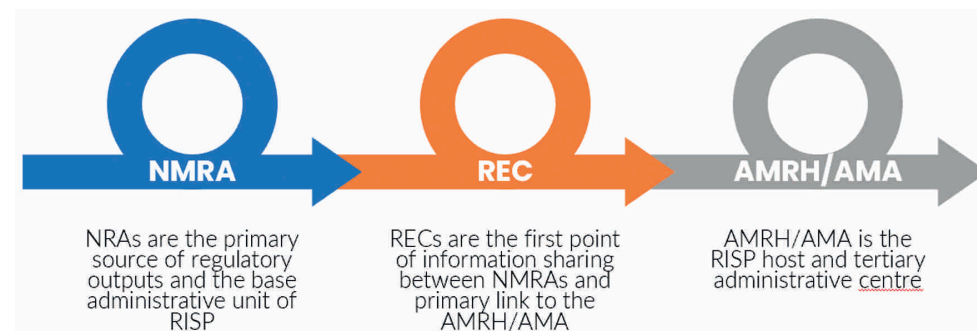 NMRA
NRAs are the primary
source of regulatory
outputs and the base
administrative unit of
RISP
REC
RECs are the first point
of information sharing
between NMRAs and
primary link to the
AMRH/AMA
AMRH/AMA
AMRH/AMA is the
RISP host and tertiary
administrative centre